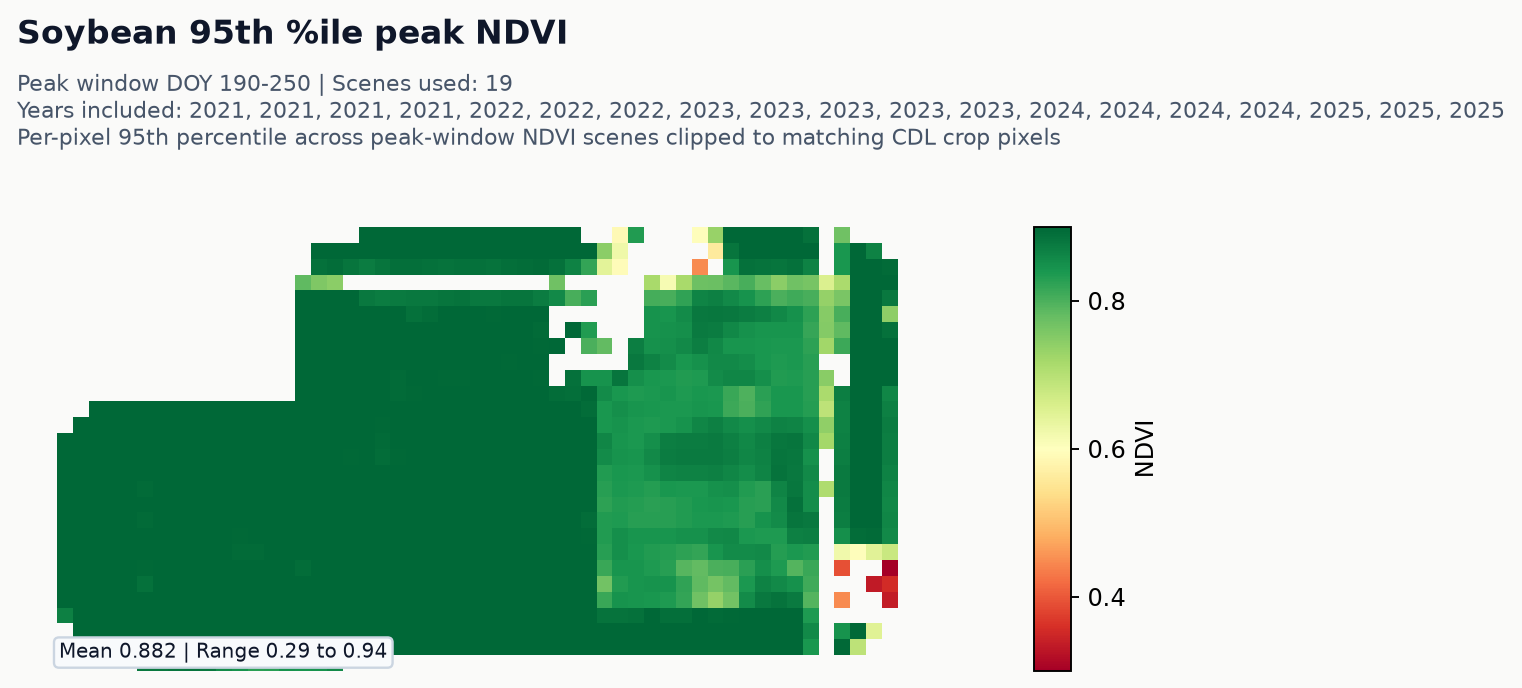 Soybean 95th %ile peak NDVI
Peak window DOY 190-250 | Scenes used: 19
Years included: 2021, 2021, 2021, 2021, 2022, 2022, 2022, 2023, 2023, 2023, 2023, 2023, 2024, 2024, 2024, 2024, 2025, 2025, 2025
Per-pixel 95th percentile across peak-window NDVI scenes clipped to matching CDL crop pixels
0.8
0.6
0.4
NDVI
Mean 0.882 | Range 0.29 to 0.94